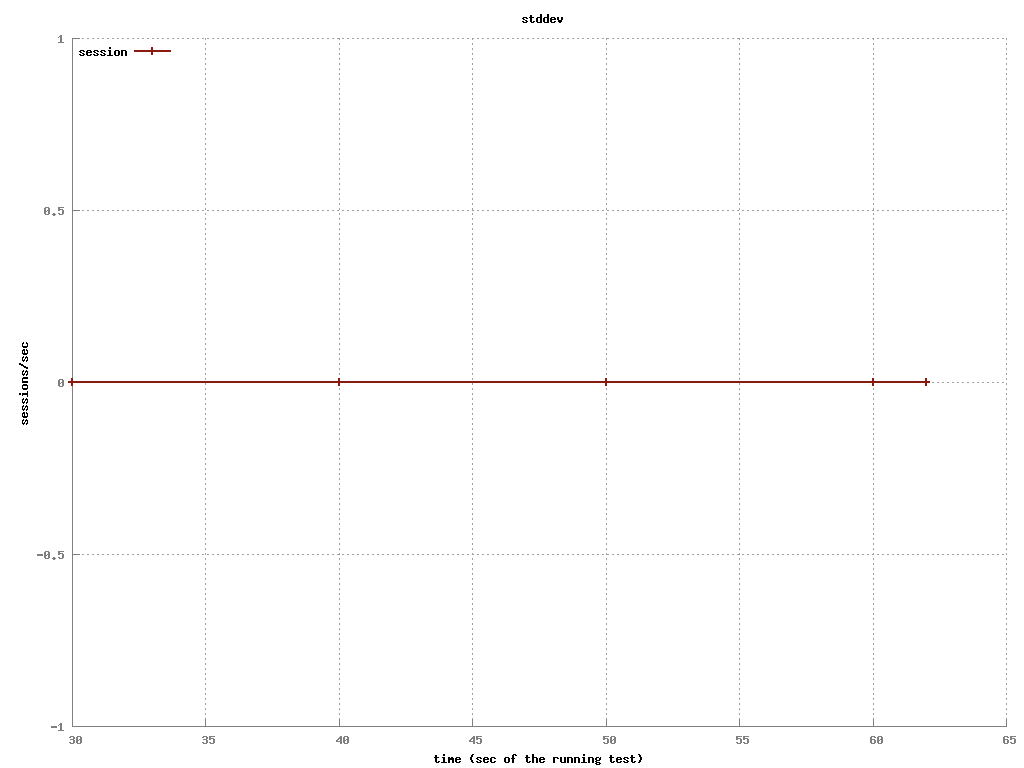 stddev
session
1
0.5
0
-0.5
-1
sessions/sec
30 35 40 45 50 55 60 65
time (sec of the running test)